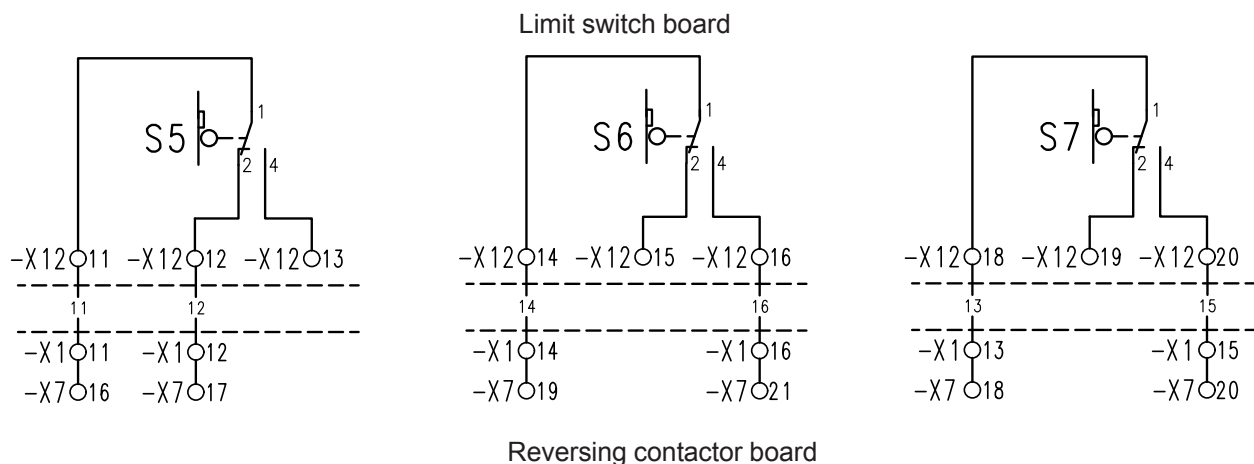 Limit switch board
1 1 1
S5 S6 S7
2 4 2 4 2 4
-X12 11 -X12 12 -X12 13 -X12 14 -X12 15 -X12 16 -X12 18 -X12 19 -X12 20
11 12 14 16 13 15
-X1 11 -X1 12 -X1 14 -X1 16 -X1 13 -X1 15
-X7 16 -X7 17 -X7 19 -X7 21 -X7 18 -X7 20
Reversing contactor board